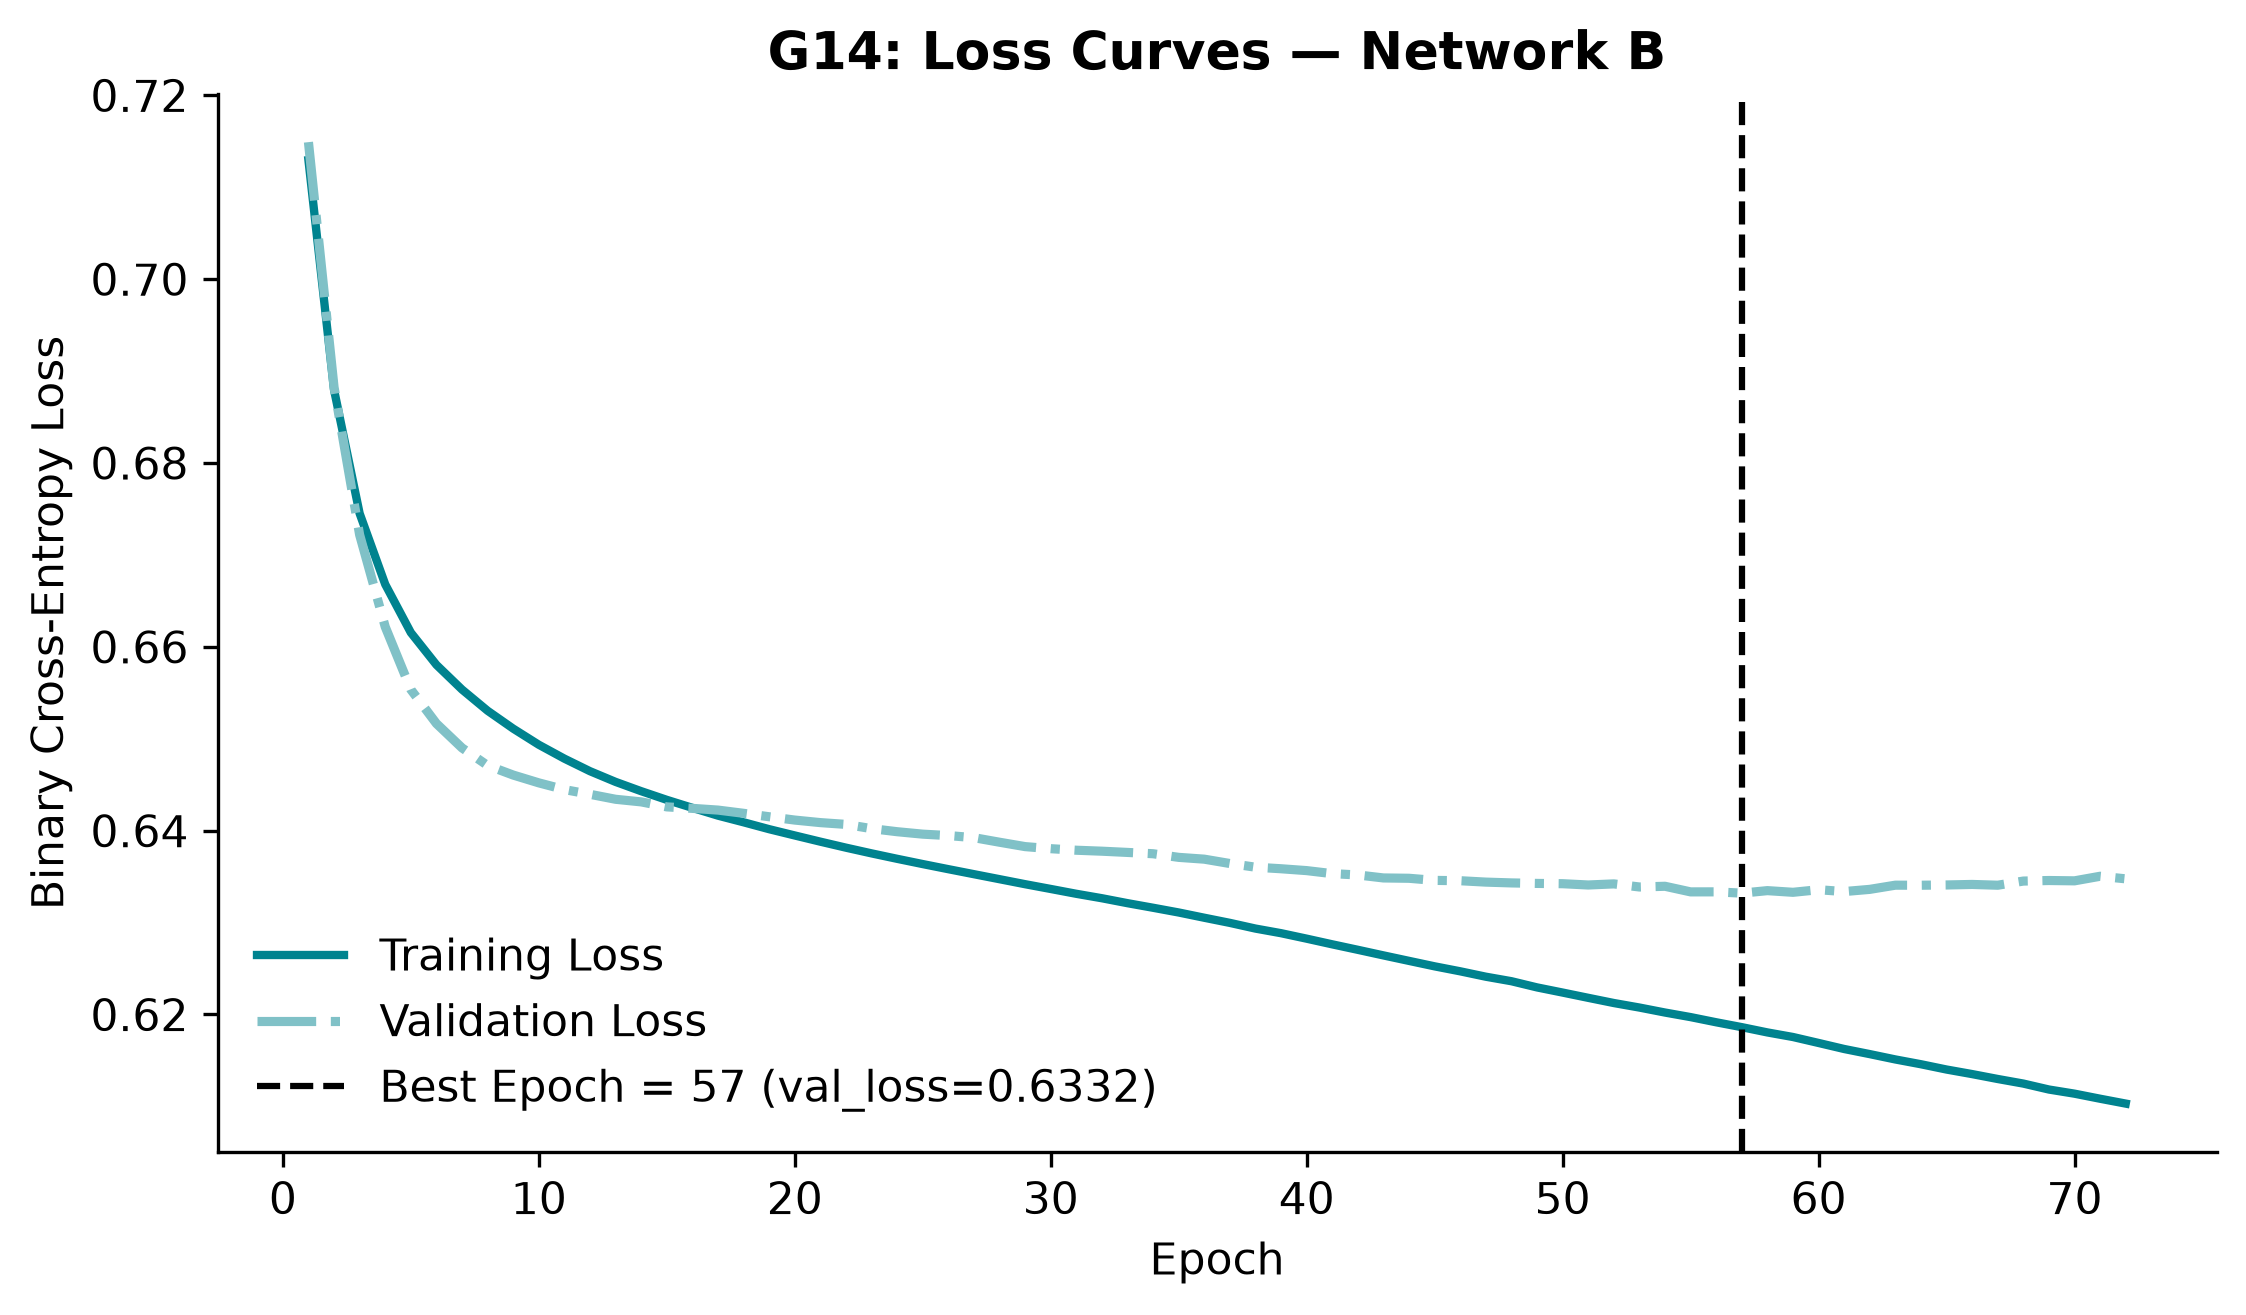 G14: Loss Curves — Network B
Binary Cross-Entropy Loss
0.72
0.70
0.68
0.66
0.64
0.62
Training Loss
Validation Loss
Best Epoch = 57 (val_loss=0.6332)
0 10 20 30 40 50 60 70
Epoch